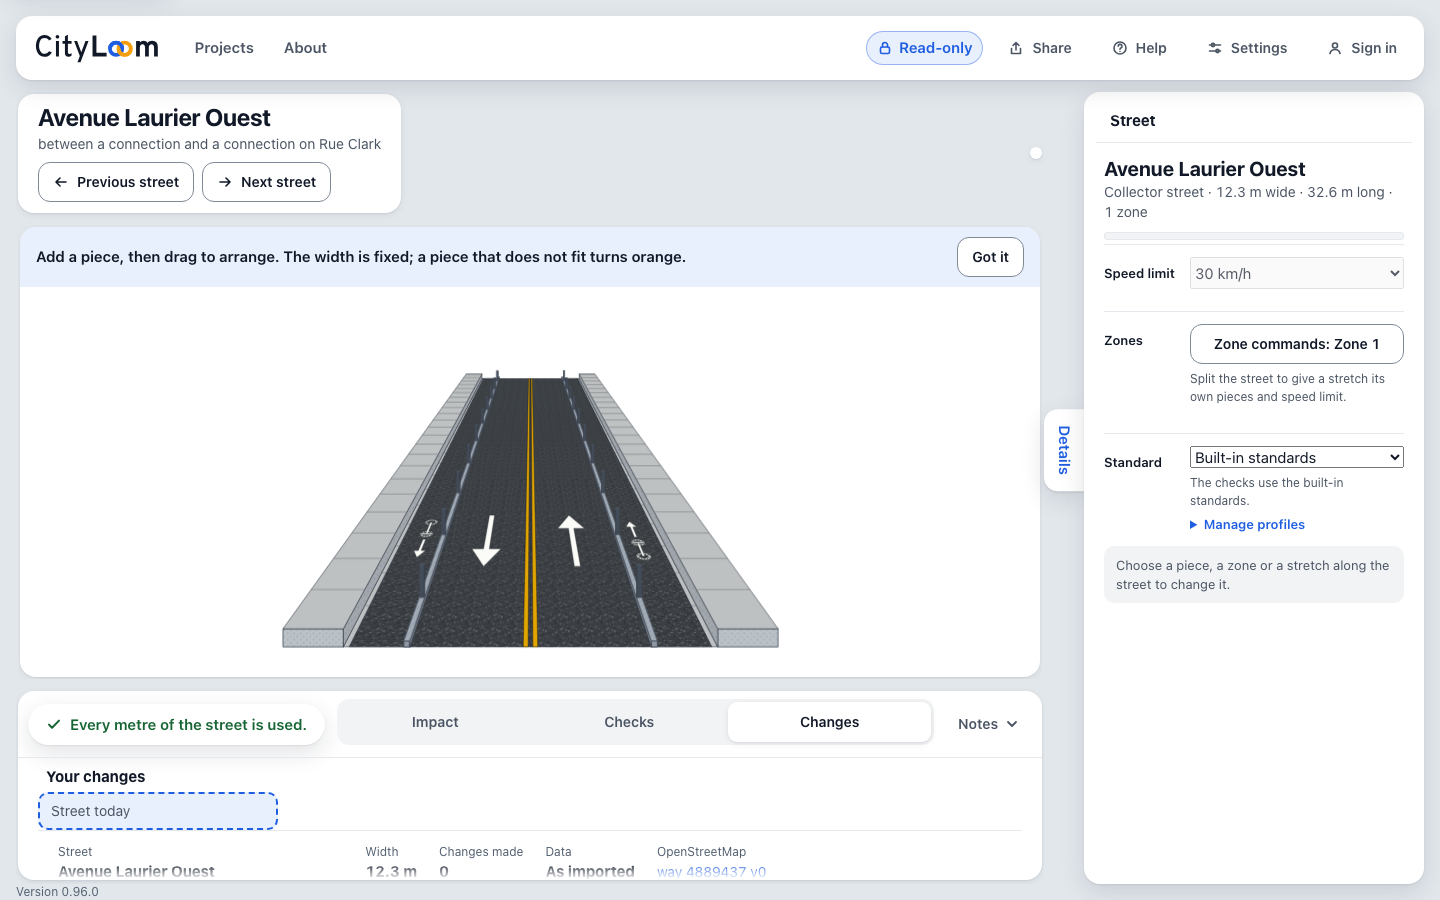 CityLoom
Projects
About
Read-only
Share
Help
Settings
Sign in
Avenue Laurier Ouest
between a connection and a connection on Rue Clark
← Previous street
→ Next street
Add a piece, then drag to arrange. The width is fixed; a piece that does not fit turns orange.
Got it
Details
Every metre of the street is used.
Impact
Checks
Changes
Notes
Your changes
Street today
Street
Width
Changes made
Data
OpenStreetMap
Avenue Laurier Ouest
12.3 m
0
As imported
way 4889437 v0
Version 0.96.0
Street
Avenue Laurier Ouest
Collector street · 12.3 m wide · 32.6 m long ·
1 zone
Speed limit
30 km/h
Zones
Zone commands: Zone 1
Split the street to give a stretch its
own pieces and speed limit.
Standard
Built-in standards
The checks use the built-in
standards.
Manage profiles
Choose a piece, a zone or a stretch along the
street to change it.